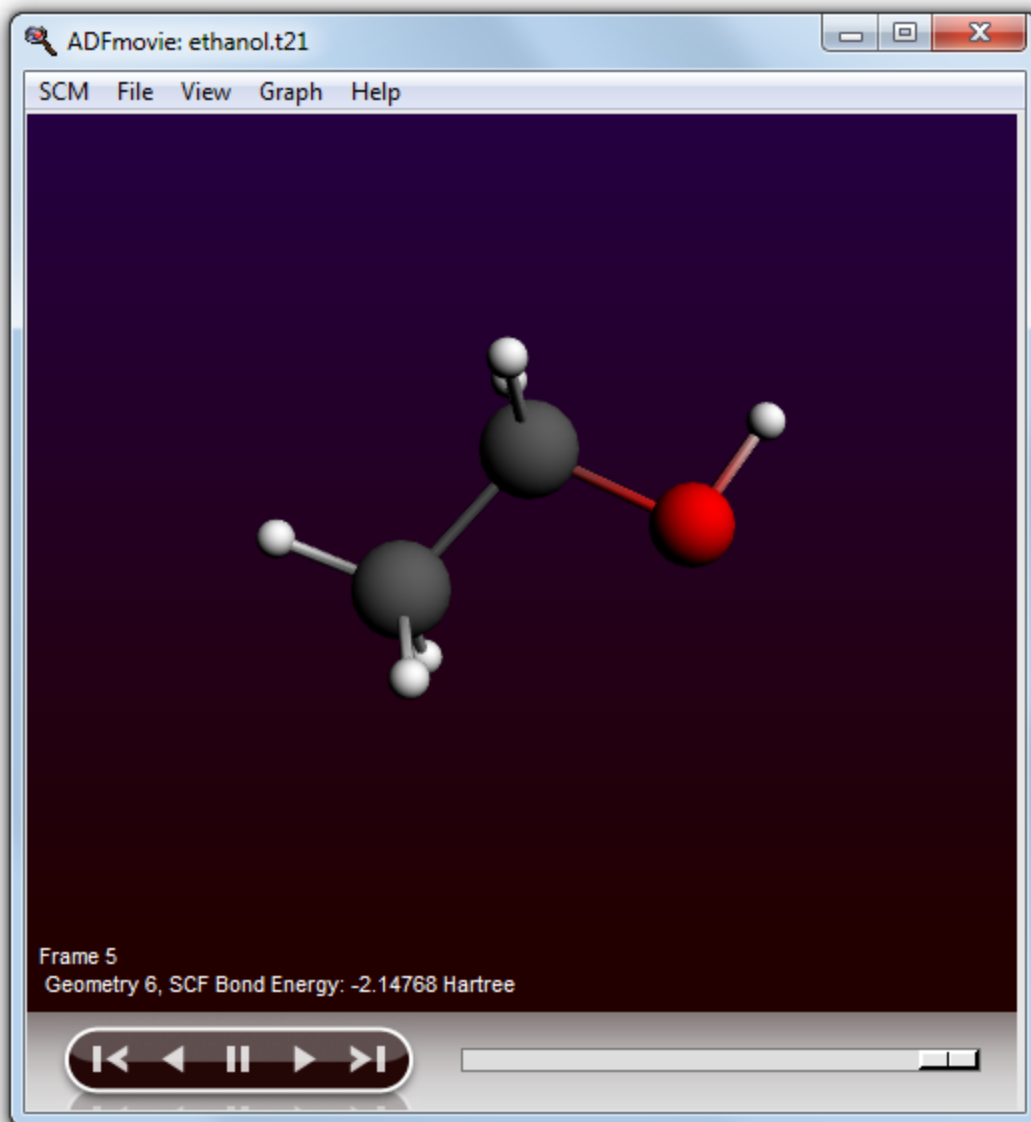 ADFmovie: ethanol.t21
SCM File View Graph Help
Frame 5
Geometry 6, SCF Bond Energy: -2.14768 Hartree